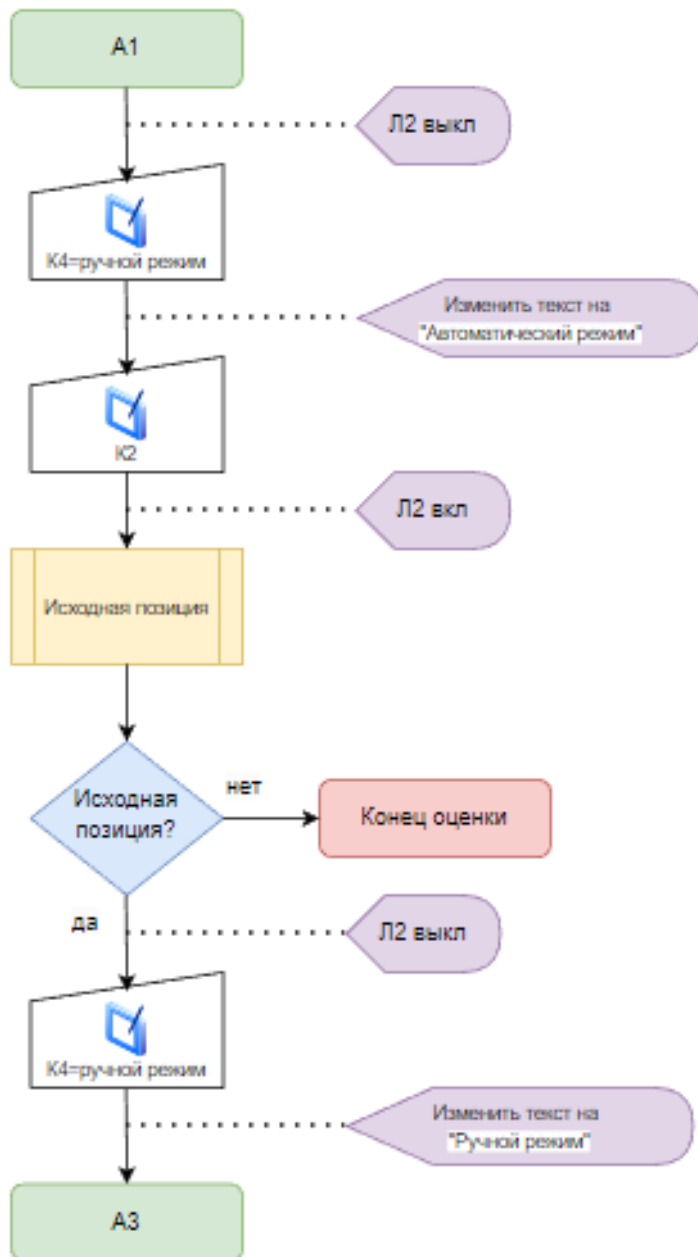 А1
Л2 выкл
К4=ручной режим
Изменить текст на
"Автоматический режим"
К2
Л2 вкл
Исходная позиция
Исходная
позиция?
нет
Конец оценки
да
Л2 выкл
К4=ручной режим
Изменить текст на
"Ручной режим"
А3